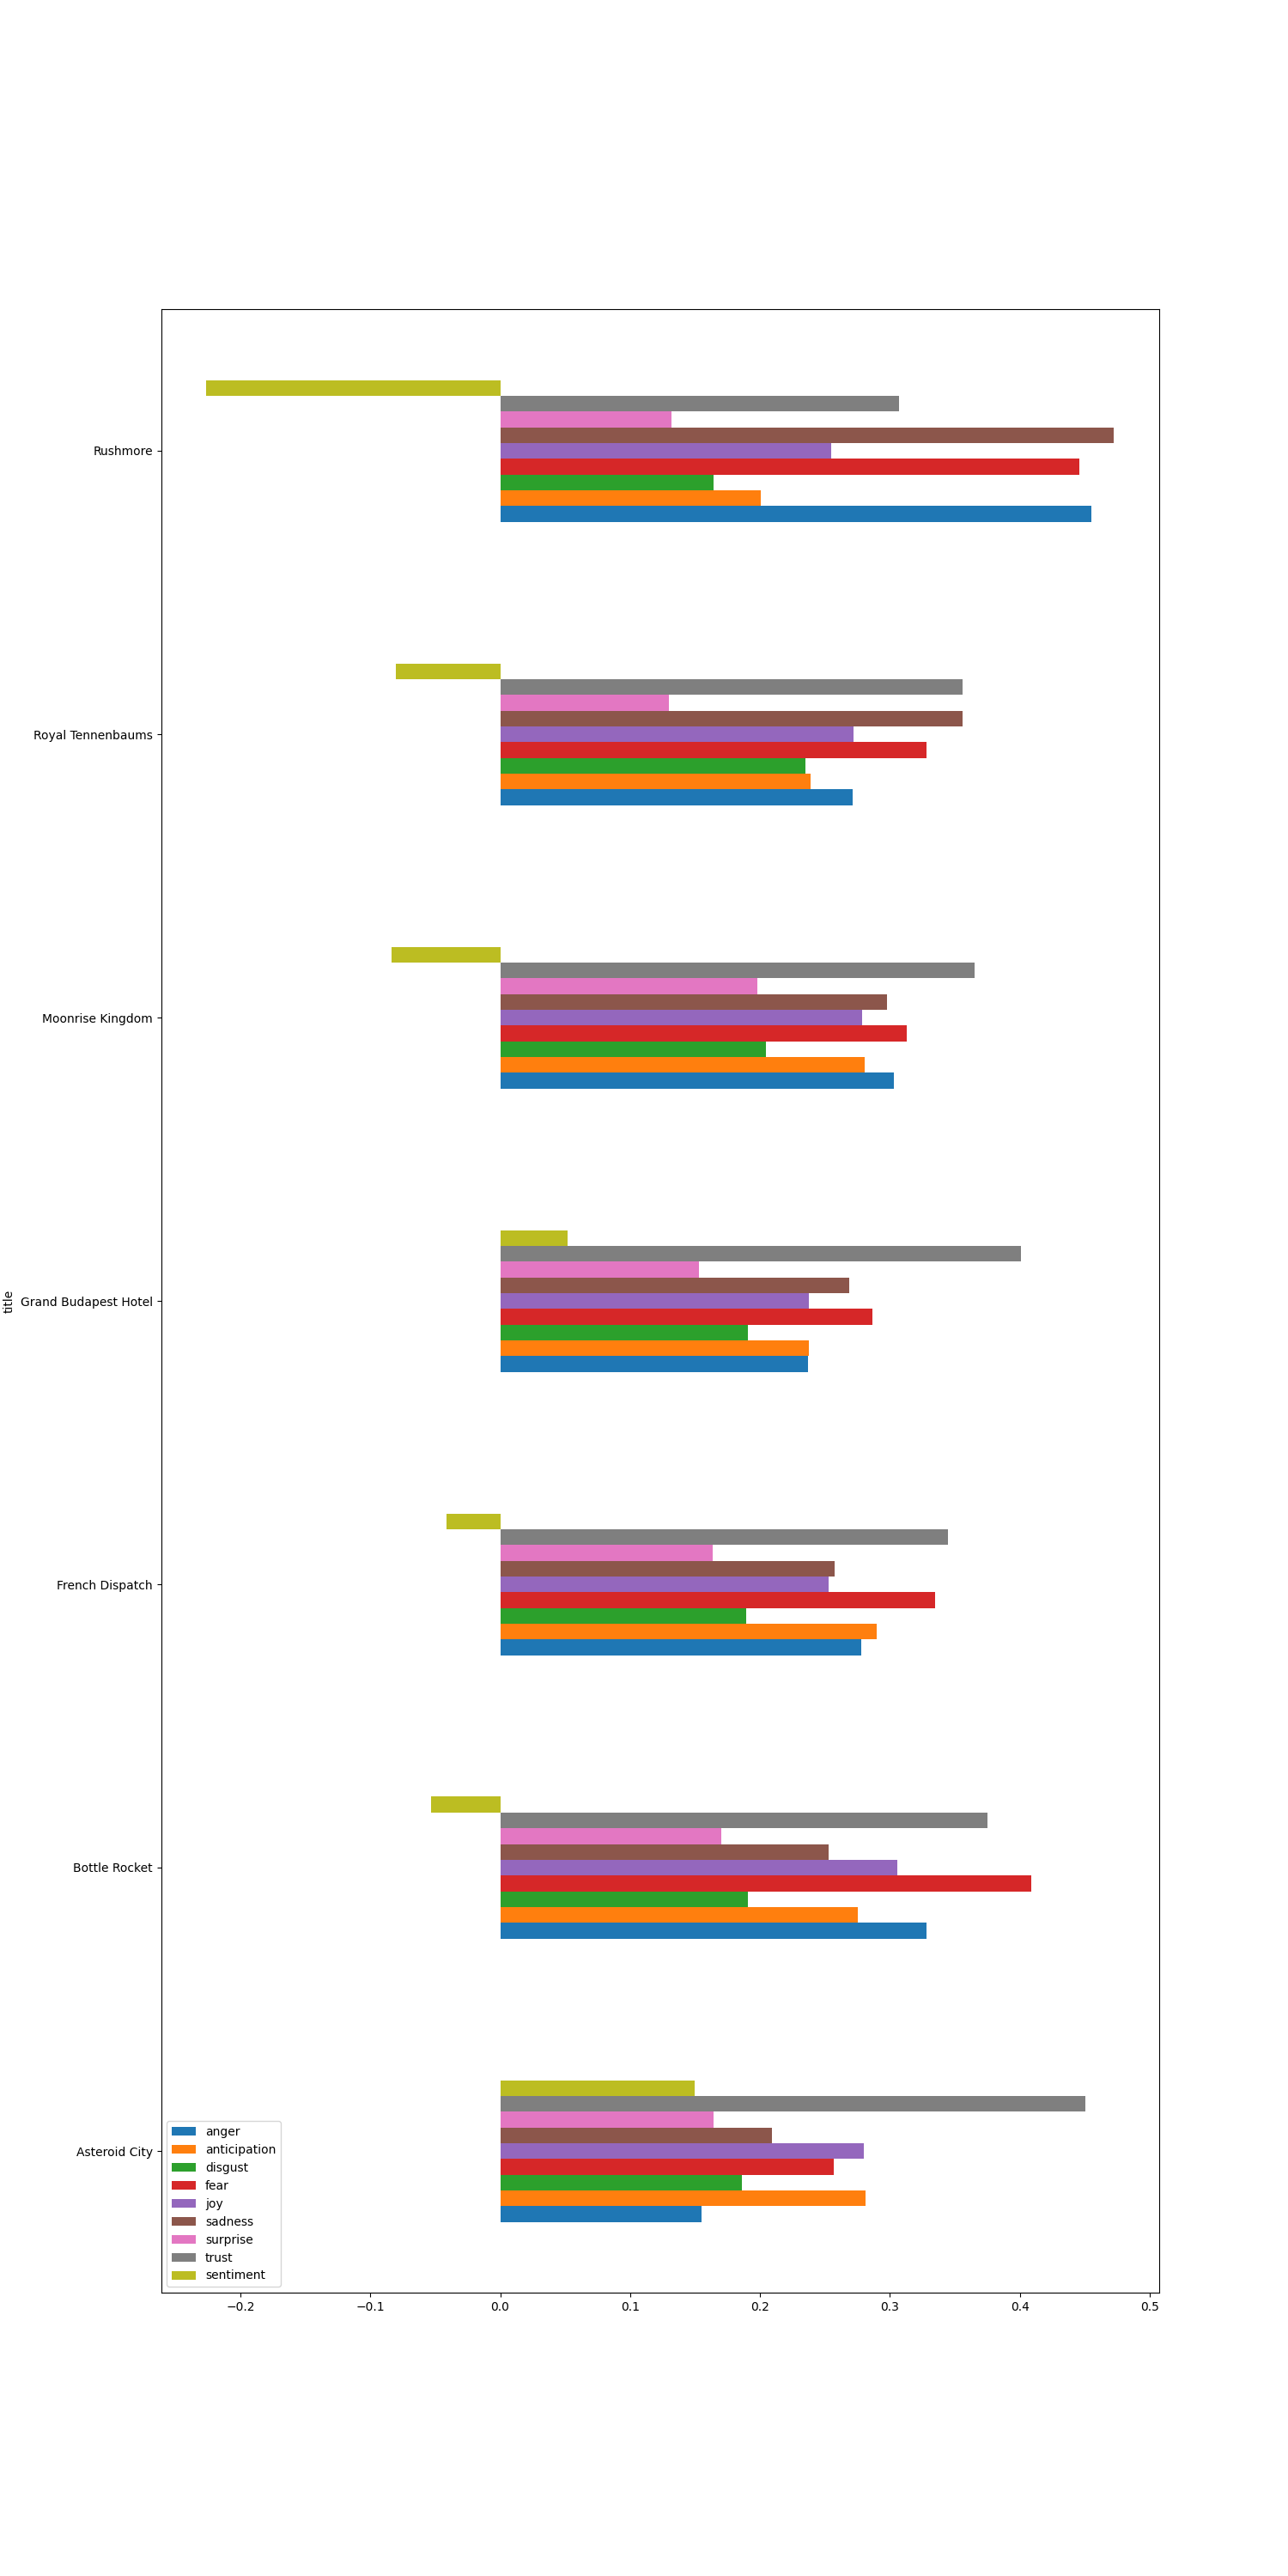 Rushmore
Royal Tennenbaums
Moonrise Kingdom
title
Grand Budapest Hotel
French Dispatch
Bottle Rocket
Asteroid City
anger
anticipation
disgust
fear
joy
sadness
surprise
trust
sentiment
−0.2 −0.1 0.0 0.1 0.2 0.3 0.4 0.5